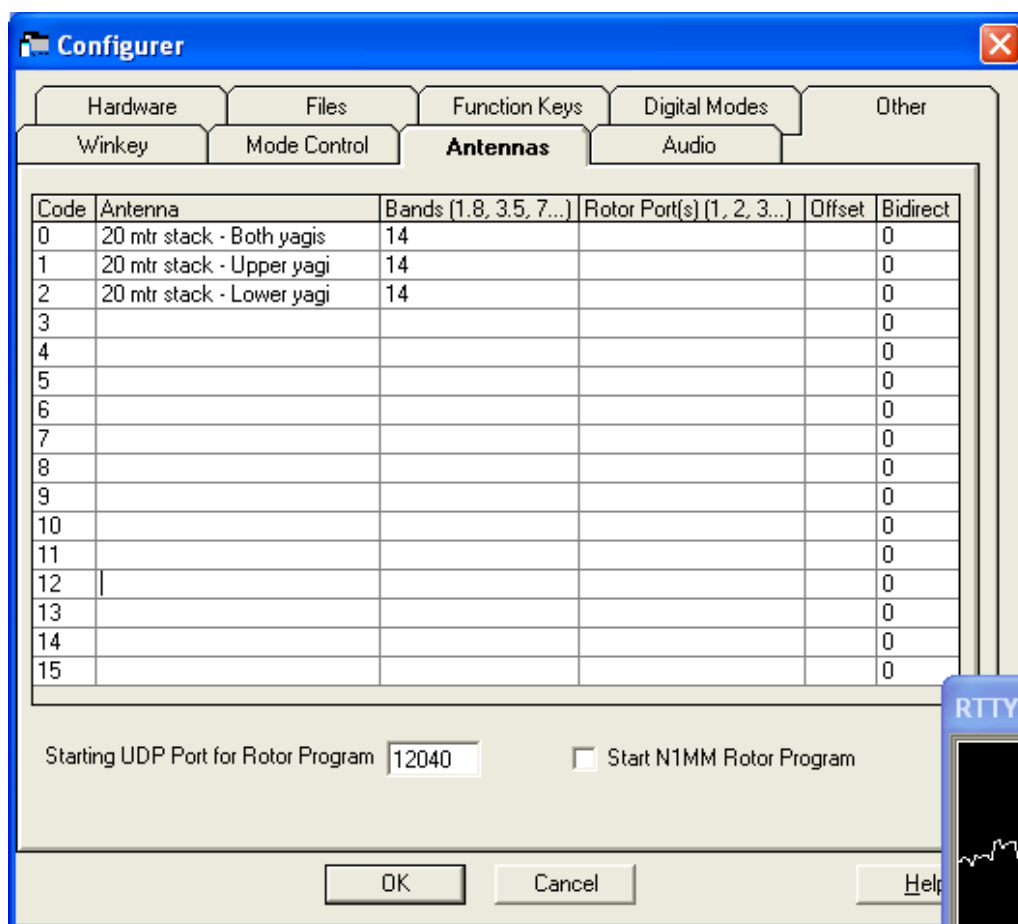 Configurer
Hardware Files Function Keys Digital Modes Other
Winkey Mode Control Antennas Audio
Code Antenna Bands (1.8, 3.5, 7...) Rotor Port(s) (1, 2, 3...) Offset Bidirect
0 20 mtr stack - Both yagis 14 0
1 20 mtr stack - Upper yagi 14 0
2 20 mtr stack - Lower yagi 14 0
3 0
4 0
5 0
6 0
7 0
8 0
9 0
10 0
11 0
12 0
13 0
14 0
15 0
RTTY
Starting UDP Port for Rotor Program 12040 Start N1MM Rotor Program
OK Cancel Help